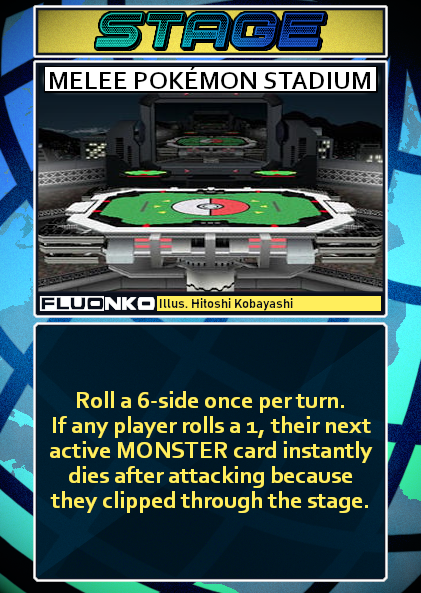 STAGE
MELEE POKÉMON STADIUM
FLUONKO Illus. Hitoshi Kobayashi
Roll a 6-side once per turn.
If any player rolls a 1, their next
active MONSTER card instantly
dies after attacking because
they clipped through the stage.